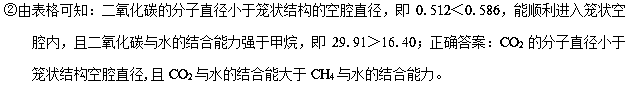 ②由表格可知：二氧化碳的分子直径小于笼状结构的空腔直径，即 0.512＜0.586，能顺利进入笼状空
腔内，且二氧化碳与水的结合能力强于甲烷，即 29.91＞16.40；正确答案：CO₂ 的分子直径小于
笼状结构空腔直径,且 CO₂ 与水的结合能大于 CH₄ 与水的结合能力。